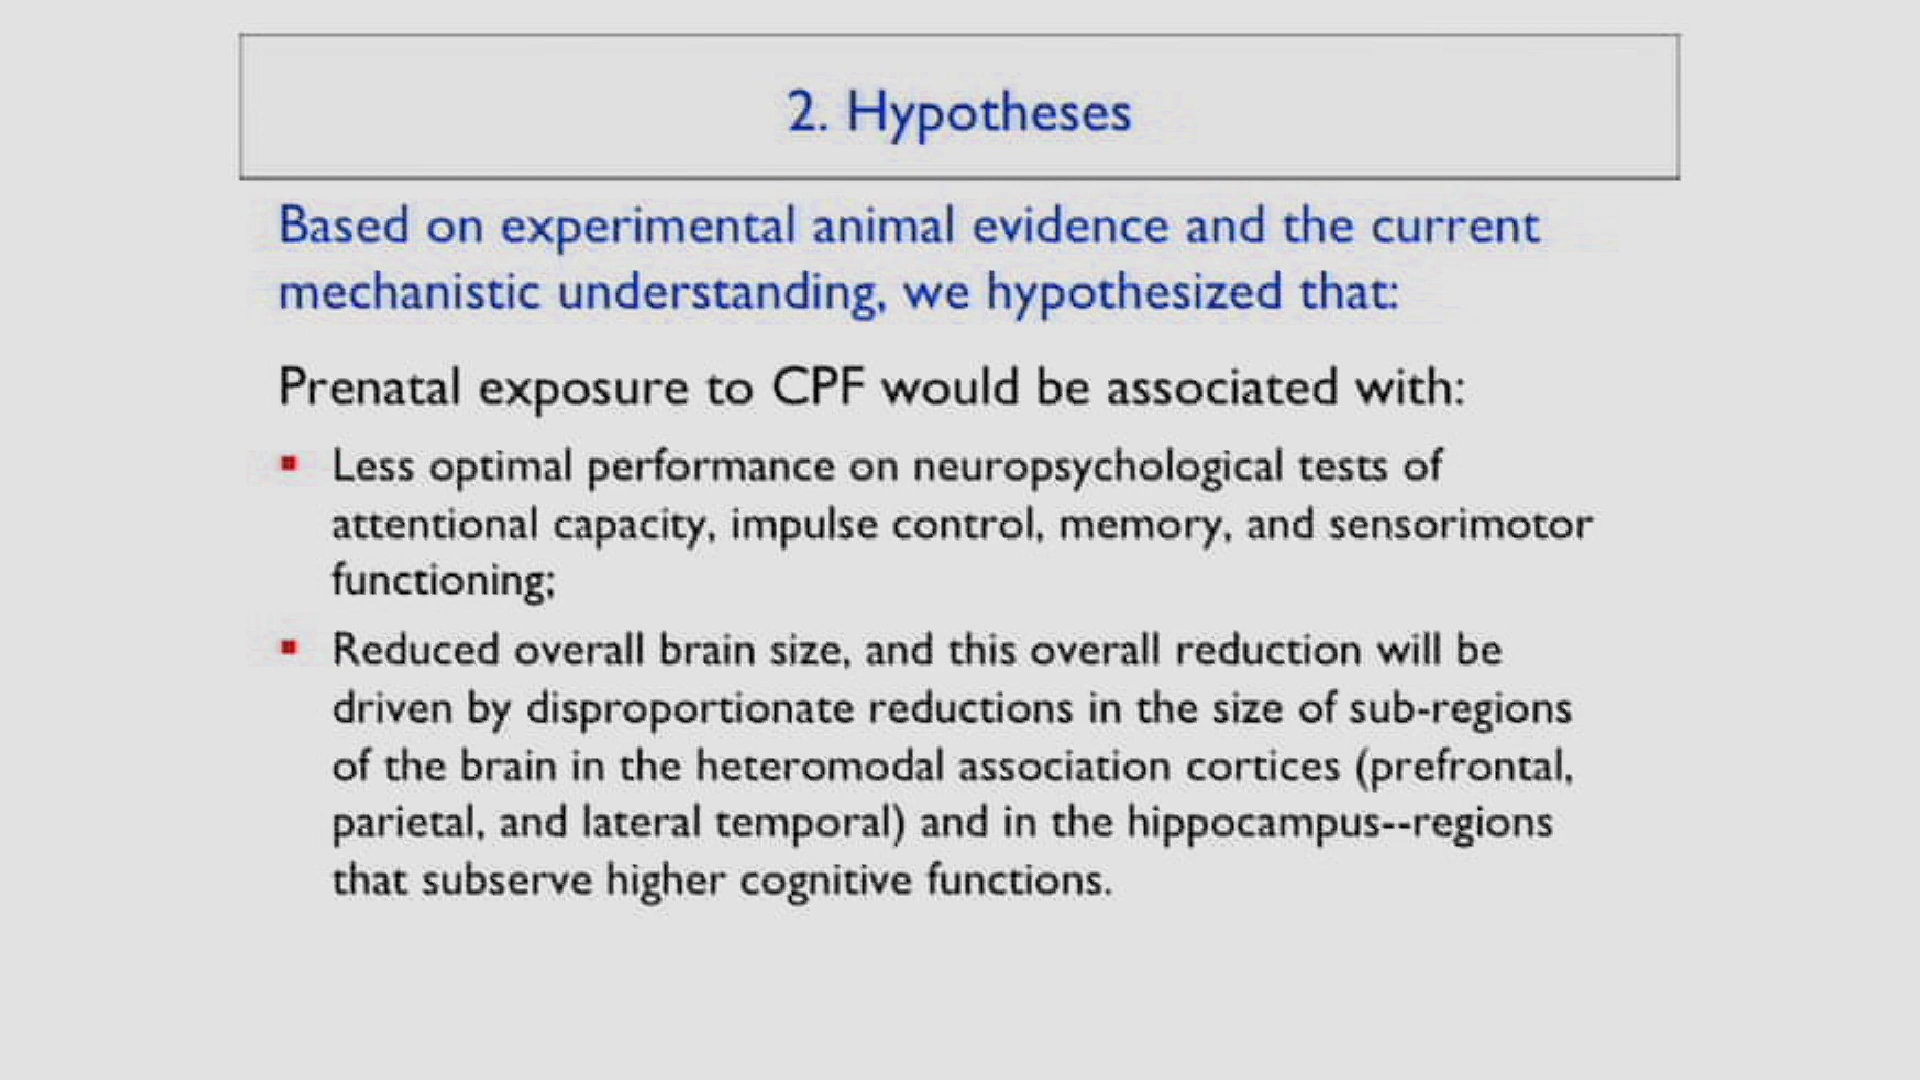 2. Hypotheses
Based on experimental animal evidence and the current
mechanistic understanding, we hypothesized that:
Prenatal exposure to CPF would be associated with:
▪ Less optimal performance on neuropsychological tests of
attentional capacity, impulse control, memory, and sensorimotor
functioning;
▪ Reduced overall brain size, and this overall reduction will be
driven by disproportionate reductions in the size of sub-regions
of the brain in the heteromodal association cortices (prefrontal,
parietal, and lateral temporal) and in the hippocampus--regions
that subserve higher cognitive functions.